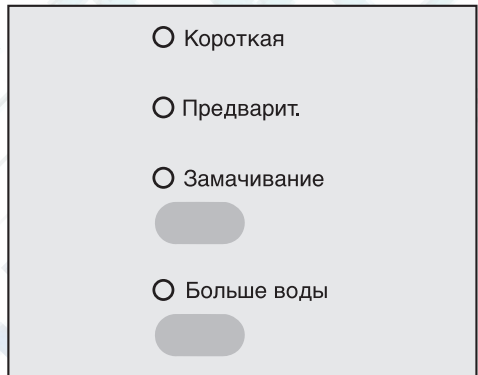 Короткая
Предварит.
Замачивание
Больше воды